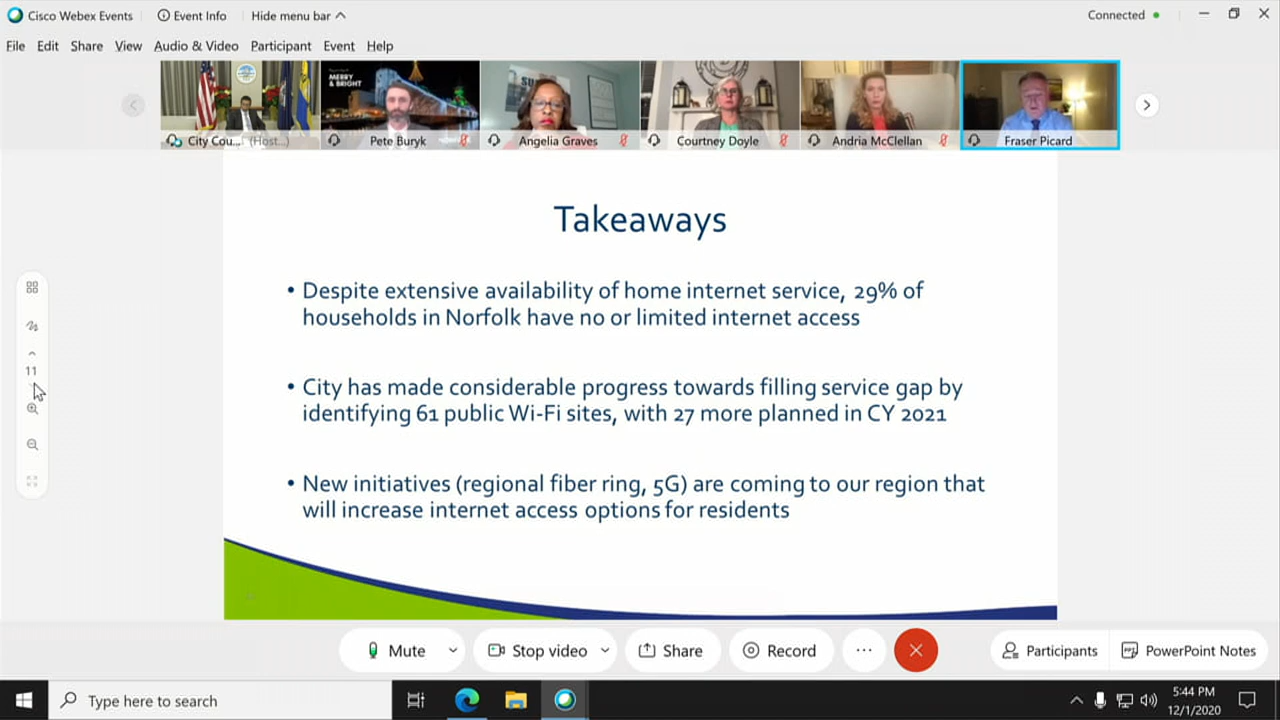 Cisco Webex Events
Event Info
Hide menu bar
Connected
File Edit Share View Audio & Video Participant Event Help
MERRY
& BRIGHT
City Cou...! (Host...)
Pete Buryk
Angelia Graves
Courtney Doyle
Andria McClellan
Fraser Picard
Takeaways
• Despite extensive availability of home internet service, 29% of
households in Norfolk have no or limited internet access
11
• City has made considerable progress towards filling service gap by
identifying 61 public Wi-Fi sites, with 27 more planned in CY 2021
• New initiatives (regional fiber ring, 5G) are coming to our region that
will increase internet access options for residents
Mute
Stop video
Share
Record
Participants
PowerPoint Notes
Type here to search
5:44 PM
12/1/2020